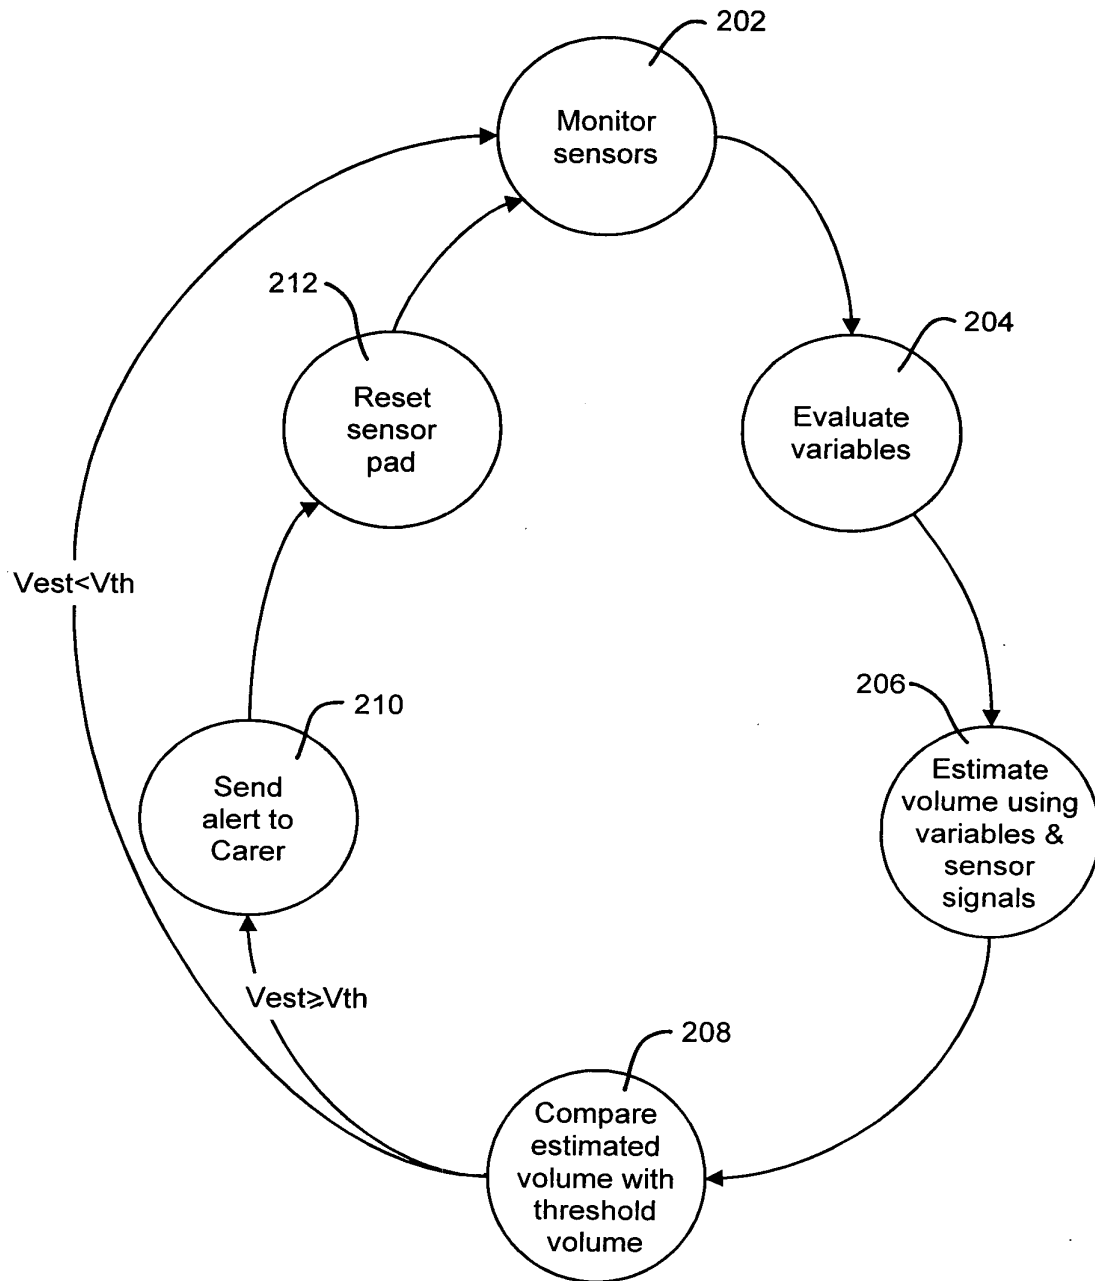 202
Monitor
sensors
212
Reset
sensor
pad
204
Evaluate
variables
Vest<Vth
210
Send
alert to
Carer
206
Estimate
volume using
variables &
sensor
signals
Vest⩾Vth
208
Compare
estimated
volume with
threshold
volume